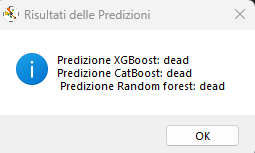 Risultati delle Predizioni
Predizione XGBoost: dead
Predizione CatBoost: dead
Predizione Random forest: dead
OK